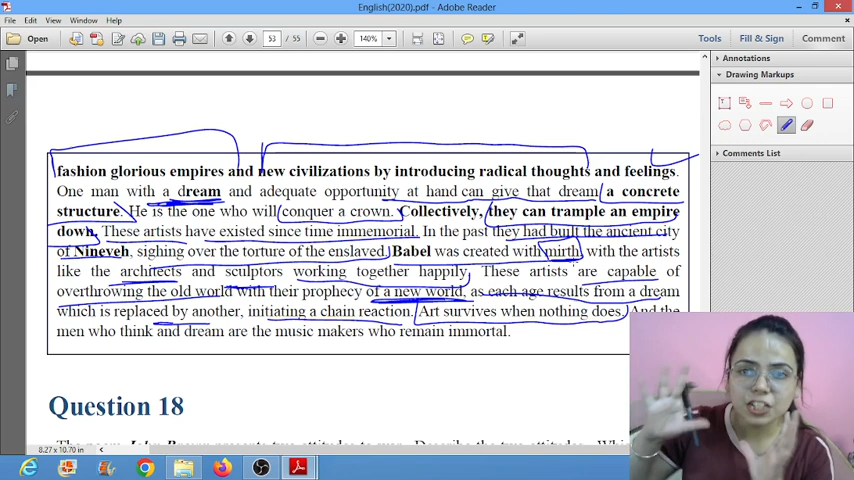 English(2020).pdf - Adobe Reader
File Edit View Window Help
Open 53 / 55 140% Tools Fill & Sign Comment
Annotations
Drawing Markups
Comments List
fashion glorious empires and new civilizations by introducing radical thoughts and feelings.
One man with a dream and adequate opportunity at hand can give that dream a concrete
structure. He is the one who will conquer a crown. Collectively, they can trample an empire
down. These artists have existed since time immemorial. In the past they had built the ancient city
of Nineveh, sighing over the torture of the enslaved. Babel was created with mirth, with the artists
like the architects and sculptors working together happily. These artists are capable of
overthrowing the old world with their prophecy of a new world, as each age results from a dream
which is replaced by another, initiating a chain reaction. Art survives when nothing does. And the
men who think and dream are the music makers who remain immortal.
Question 18
8.27 x 10.70 in